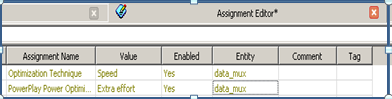 Assignment Editor*
Assignment Name Value Enabled Entity Comment Tag
Optimization Technique Speed Yes data_mux
PowerPlay Power Optimi... Extra effort Yes data_mux